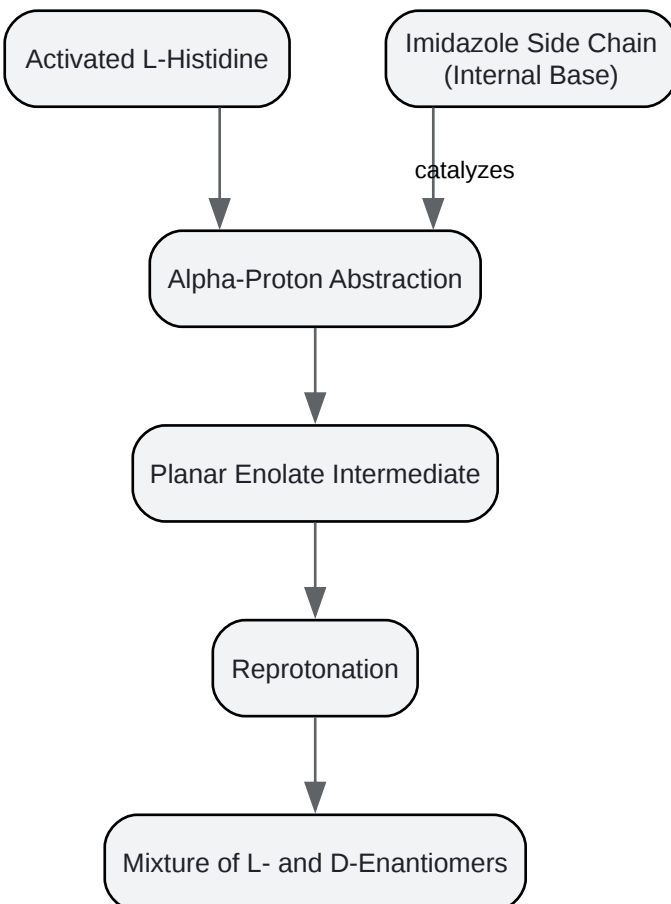 Activated L-Histidine
Imidazole Side Chain
(Internal Base)
catalyzes
Alpha-Proton Abstraction
Planar Enolate Intermediate
Reprotonation
Mixture of L- and D-Enantiomers